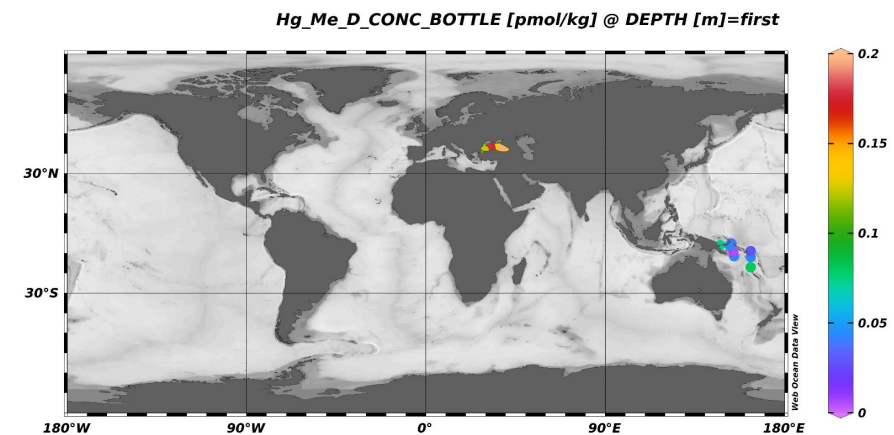 Hg_Me_D_CONC_BOTTLE [pmol/kg] @ DEPTH [m]=first
0.2
0.15
0.1
0.05
0
30°N
30°S
180°W
90°W
0°
90°E
180°E
Web Ocean Data View